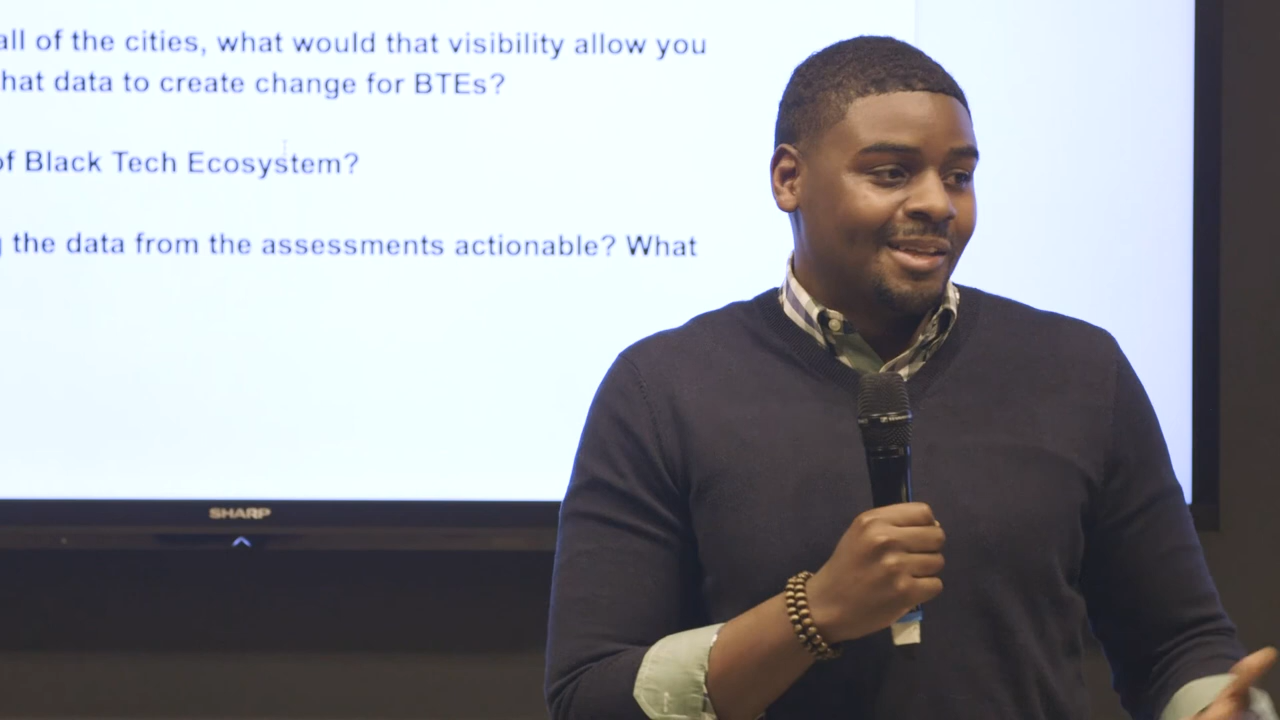 all of the cities, what would that visibility allow you
hat data to create change for BTEs?
of Black Tech Ecosystem?
the data from the assessments actionable? What
SHARP